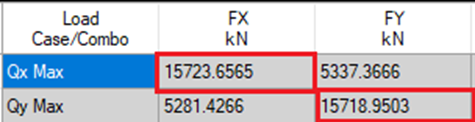 Load FX FY
Case/Combo kN kN
Qx Max 15723.6565 5337.3666
Qy Max 5281.4266 15718.9503